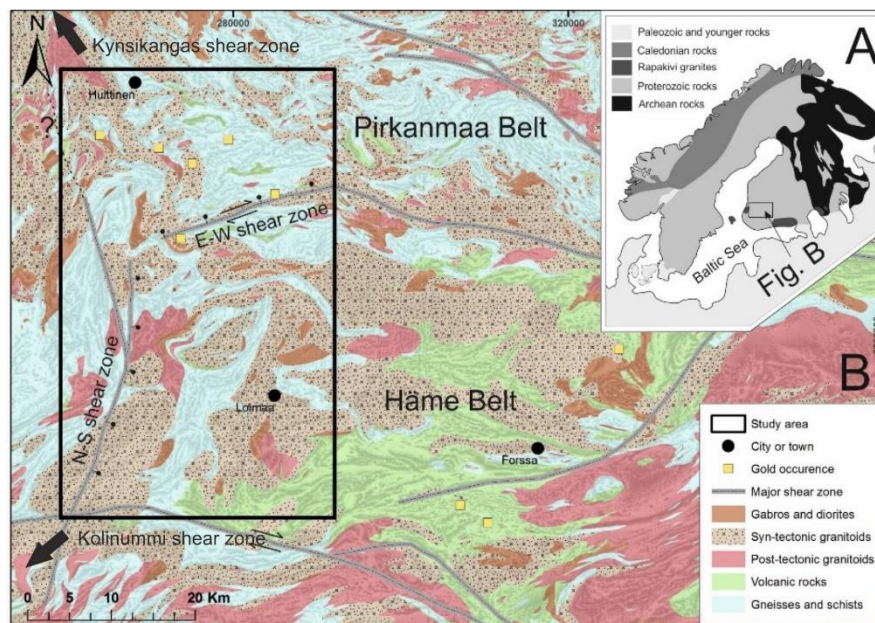 N
280000
320000
Kynsikangas shear zone
Huittinen
?
Pirkanmaa Belt
E-W shear zone
N-S shear zone
Loimaa
Häme Belt
Forssa
Kolinummi shear zone
0 5 10 20 Km
A
Paleozoic and younger rocks
Caledonian rocks
Rapakivi granites
Proterozoic rocks
Archean rocks
Baltic Sea
Fig. B
B
Study area
City or town
Gold occurence
Major shear zone
Gabros and diorites
Syn-tectonic granitoids
Post-tectonic granitoids
Volcanic rocks
Gneisses and schists